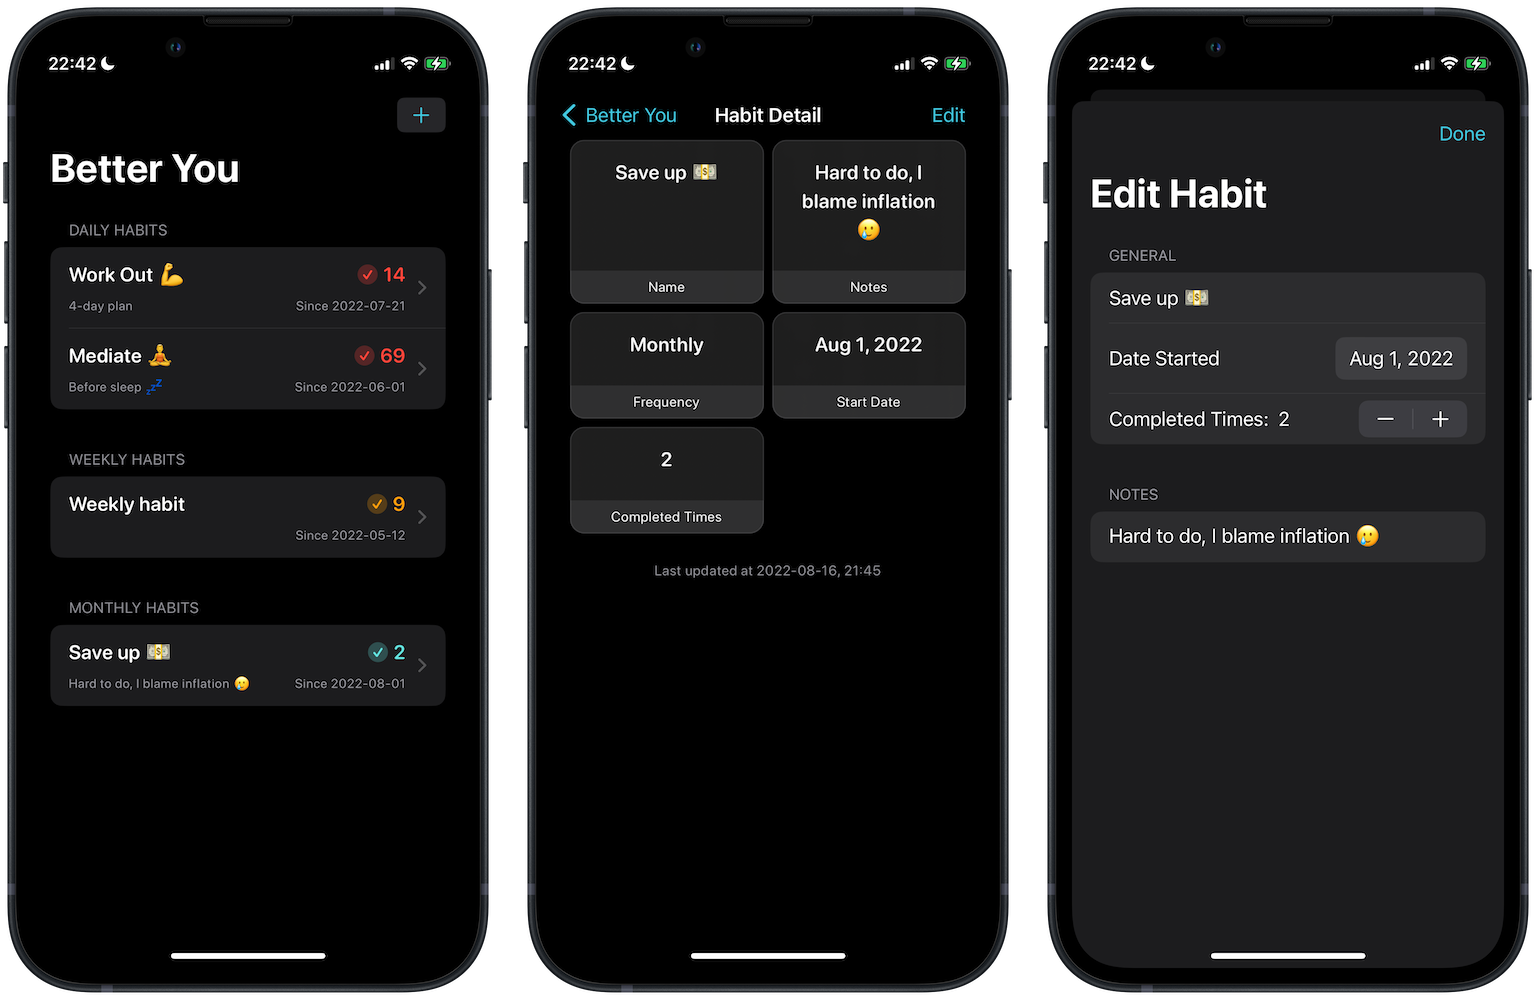 22:42
+
Better You
DAILY HABITS
Work Out 💪 14
4-day plan Since 2022-07-21
Mediate 🧘 69
Before sleep 💤 Since 2022-06-01
WEEKLY HABITS
Weekly habit 9
Since 2022-05-12
MONTHLY HABITS
Save up 💵 2
Hard to do, I blame inflation 🥲 Since 2022-08-01
22:42
Better You Habit Detail Edit
Save up 💵
Name
Hard to do, I
blame inflation
🥲
Notes
Monthly
Frequency
Aug 1, 2022
Start Date
2
Completed Times
Last updated at 2022-08-16, 21:45
22:42
Done
Edit Habit
GENERAL
Save up 💵
Date Started Aug 1, 2022
Completed Times: 2 − +
NOTES
Hard to do, I blame inflation 🥲